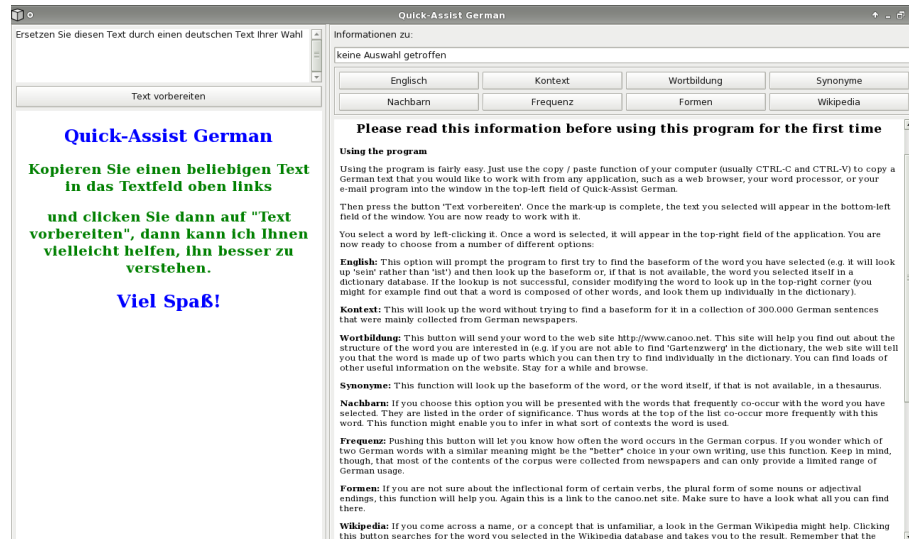 Quick-Assist German
Ersetzen Sie diesen Text durch einen deutschen Text Ihrer Wahl
Text vorbereiten
Quick-Assist German
Kopieren Sie einen beliebigen Text
in das Textfeld oben links
und clicken Sie dann auf "Text
vorbereiten", dann kann ich Ihnen
vielleicht helfen, ihn besser zu
verstehen.
Viel Spaß!
Informationen zu:
keine Auswahl getroffen
Englisch Kontext Wortbildung Synonyme
Nachbarn Frequenz Formen Wikipedia
Please read this information before using this program for the first time
Using the program
Using the program is fairly easy. Just use the copy / paste function of your computer (usually CTRL-C and CTRL-V) to copy a
German text that you would like to work with from any application, such as a web browser, your word processor, or your
e-mail program into the window in the top-left field of Quick-Assist German.
Then press the button 'Text vorbereiten'. Once the mark-up is complete, the text you selected will appear in the bottom-left
field of the window. You are now ready to work with it.
You select a word by left-clicking it. Once a word is selected, it will appear in the top-right field of the application. You are
now ready to choose from a number of different options:
English: This option will prompt the program to first try to find the baseform of the word you have selected (e.g. it will look
up 'sein' rather than 'ist') and then look up the baseform or, if that is not available, the word you selected itself in a
dictionary database. If the lookup is not successful, consider modifying the word to look up in the top-right corner (you
might for example find out that a word is composed of other words, and look them up individually in the dictionary).
Kontext: This will look up the word without trying to find a baseform for it in a collection of 300.000 German sentences
that were mainly collected from German newspapers.
Wortbildung: This button will send your word to the web site http://www.canoo.net. This site will help you find out about the
structure of the word you are interested in (e.g. if you are not able to find 'Gartenzwerg' in the dictionary, the web site will tell
you that the word is made up of two parts which you can then try to find individually in the dictionary. You can find loads of
other useful information on the website. Stay for a while and browse.
Synonyme: This function will look up the baseform of the word, or the word itself, if that is not available, in a thesaurus.
Nachbarn: If you choose this option you will be presented with the words that frequently co-occur with the word you have
selected. They are listed in the order of significance. Thus words at the top of the list co-occur more frequently with this
word. This function might enable you to infer in what sort of contexts the word is used.
Frequenz: Pushing this button will let you know how often the word occurs in the German corpus. If you wonder which of
two German words with a similar meaning might be the "better" choice in your own writing, use this function. Keep in mind,
though, that most of the contents of the corpus were collected from newspapers and can only provide a limited range of
German usage.
Formen: If you are not sure about the inflectional form of certain verbs, the plural form of some nouns or adjectival
endings, this function will help you. Again this is a link to the canoo.net site. Make sure to have a look what all you can find
there.
Wikipedia: If you come across a name, or a concept that is unfamiliar, a look in the German Wikipedia might help. Clicking
this button searches for the word you selected in the Wikipedia database and takes you to the result. Remember that the